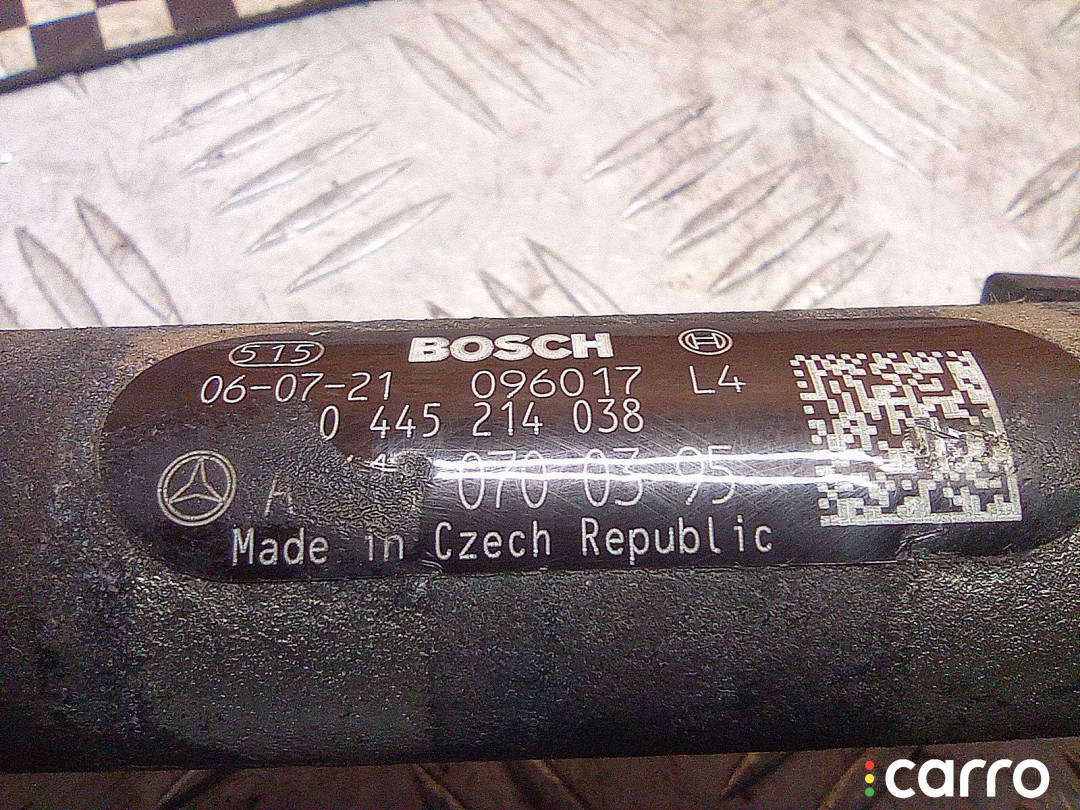 515 BOSCH
06-07-21 096017 L4
0 445 214 038
A 070 03 95
Made in Czech Republic
carro